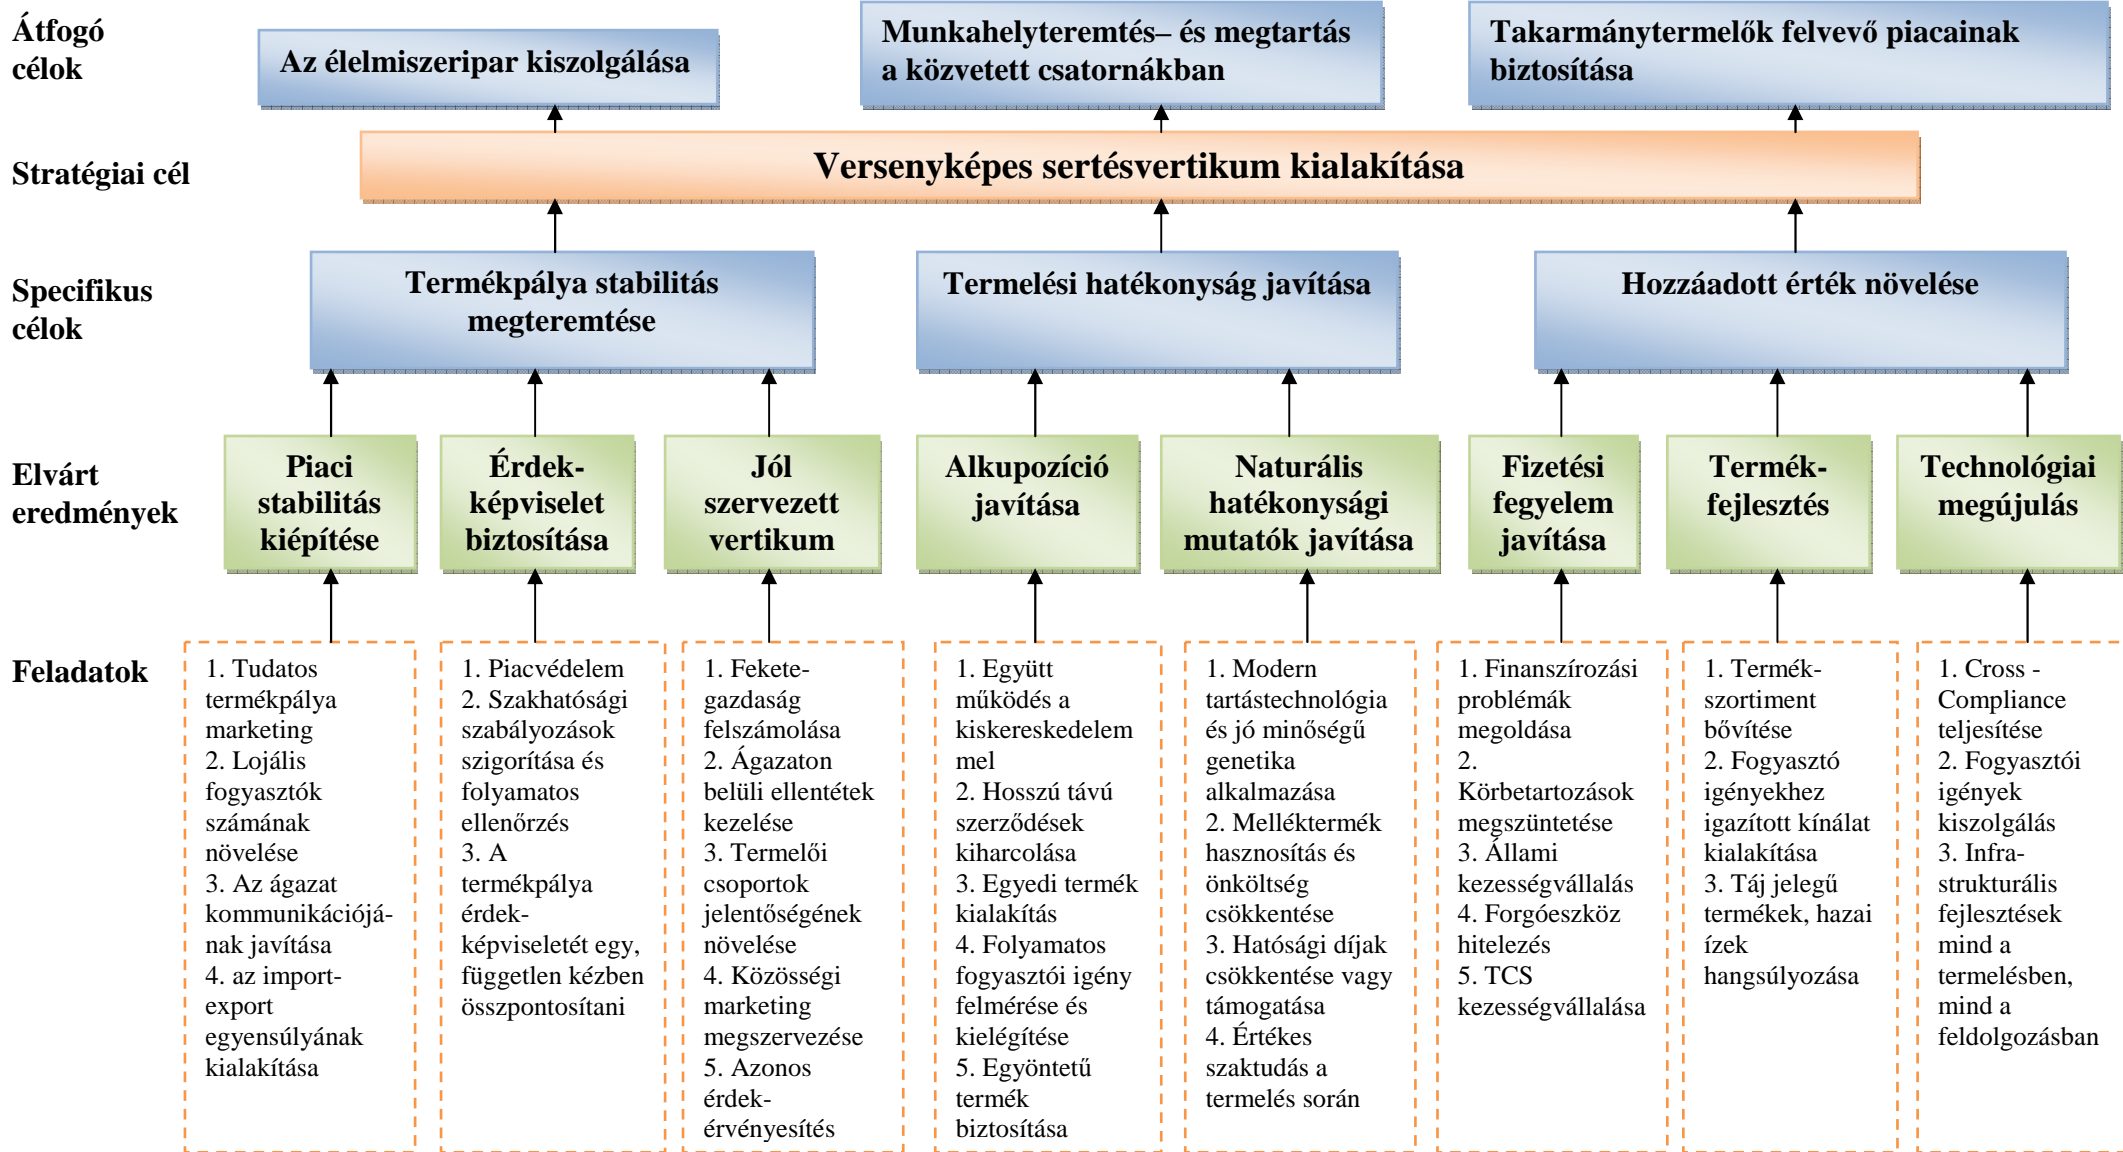 Átfogó
célok
Az élelmiszeripar kiszolgálása
Munkahelyteremtés– és megtartás
a közvetett csatornákban
Takarmánytermelők felvevő piacainak
biztosítása
Stratégiai cél
Versenyképes sertésvertikum kialakítása
Specifikus
célok
Termékpálya stabilitás
megteremtése
Termelési hatékonyság javítása
Hozzáadott érték növelése
Elvárt
eredmények
Piaci
stabilitás
kiépítése
Érdek-
képviselet
biztosítása
Jól
szervezett
vertikum
Alkupozíció
javítása
Naturális
hatékonysági
mutatók javítása
Fizetési
fegyelem
javítása
Termék-
fejlesztés
Technológiai
megújulás
Feladatok
1. Tudatos
termékpálya
marketing
2. Lojális
fogyasztók
számának
növelése
3. Az ágazat
kommunikációjá-
nak javítása
4. az import-
export
egyensúlyának
kialakítása
1. Piacvédelem
2. Szakhatósági
szabályozások
szigorítása és
folyamatos
ellenőrzés
3. A
termékpálya
érdek-
képviseletét egy,
független kézben
összpontosítani
1. Fekete-
gazdaság
felszámolása
2. Ágazaton
belüli ellentétek
kezelése
3. Termelői
csoportok
jelentőségének
növelése
4. Közösségi
marketing
megszervezése
5. Azonos
érdek-
érvényesítés
1. Együtt
működés a
kiskereskedelem
mel
2. Hosszú távú
szerződések
kiharcolása
3. Egyedi termék
kialakítás
4. Folyamatos
fogyasztói igény
felmérése és
kielégítése
5. Egyöntetű
termék
biztosítása
1. Modern
tartástechnológia
és jó minőségű
genetika
alkalmazása
2. Melléktermék
hasznosítás és
önköltség
csökkentése
3. Hatósági díjak
csökkentése vagy
támogatása
4. Értékes
szaktudás a
termelés során
1. Finanszírozási
problémák
megoldása
2.
Körbetartozások
megszüntetése
3. Állami
kezességvállalás
4. Forgóeszköz
hitelezés
5. TCS
kezességvállalása
1. Termék-
szortiment
bővítése
2. Fogyasztó
igényekhez
igazított kínálat
kialakítása
3. Táj jelegű
termékek, hazai
ízek
hangsúlyozása
1. Cross -
Compliance
teljesítése
2. Fogyasztói
igények
kiszolgálás
3. Infra-
strukturális
fejlesztések
mind a
termelésben,
mind a
feldolgozásban